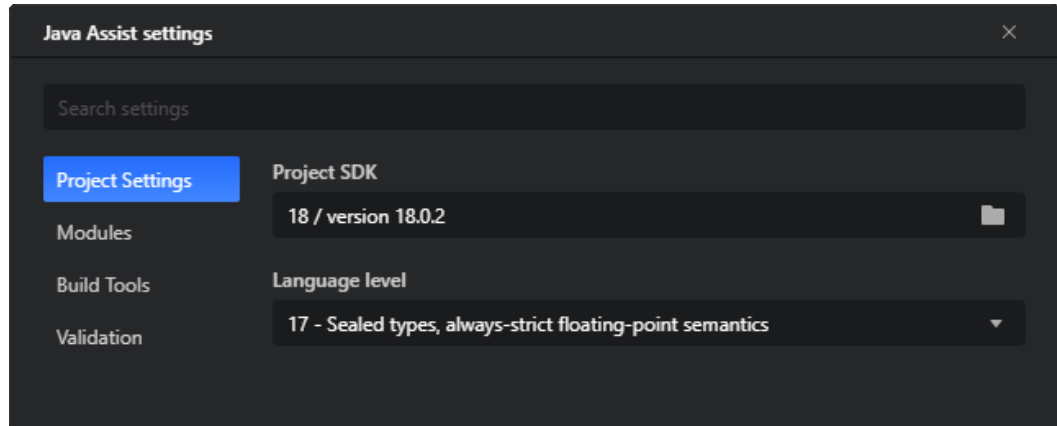 Java Assist settings
Search settings
Project Settings
Modules
Build Tools
Validation
Project SDK
18 / version 18.0.2
Language level
17 - Sealed types, always-strict floating-point semantics